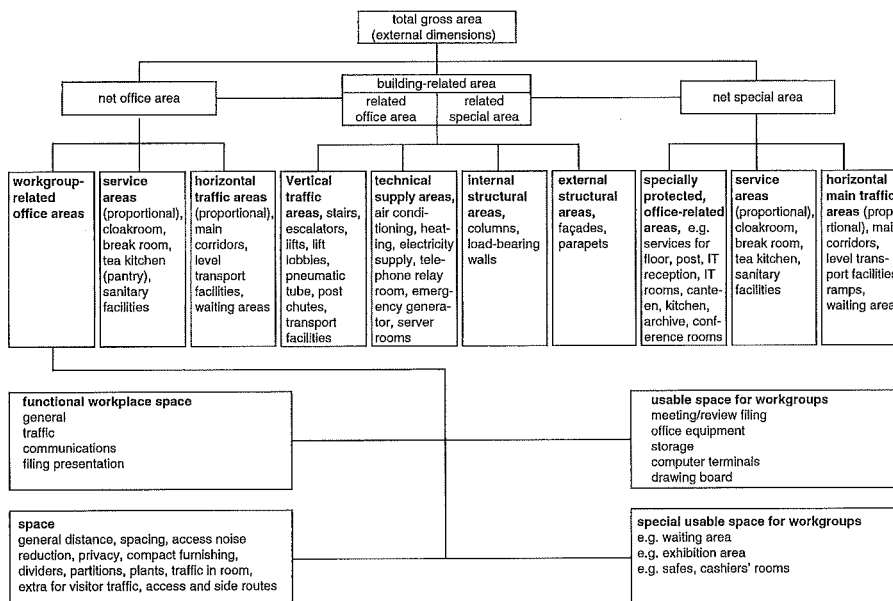 total gross area
(external dimensions)
building-related area
net office area
related
office area
related
special area
net special area
workgroup-
related
office areas
service
areas
(proportional),
cloakroom,
break room,
tea kitchen
(pantry),
sanitary
facilities
horizontal
traffic areas
(proportional),
main
corridors,
level
transport
facilities,
waiting areas
Vertical
traffic
areas, stairs,
escalators,
lifts, lift
lobbies,
pneumatic
tube, post
chutes,
transport
facilities
technical
supply areas,
air condi-
tioning, heat-
ing, electricity
supply, tele-
phone relay
room, emerg-
ency genera-
tor, server
rooms
internal
structural
areas,
columns,
load-bearing
walls
external
structural
areas,
façades,
parapets
specially
protected,
office-related
areas, e.g.
services for
floor, post, IT
reception, IT
rooms, cante-
en, kitchen,
archive, conf-
erence rooms
service
areas
(proportional),
cloakroom,
break room,
tea kitchen,
sanitary
facilities
horizontal
main traffic
areas (propo
rtional), mai
corridors,
level trans-
port facilities
ramps,
waiting area
functional workplace space
general
traffic
communications
filing presentation
usable space for workgroups
meeting/review filing
office equipment
storage
computer terminals
drawing board
space
general distance, spacing, access noise
reduction, privacy, compact furnishing,
dividers, partitions, plants, traffic in room,
extra for visitor traffic, access and side routes
special usable space for workgroups
e.g. waiting area
e.g. exhibition area
e.g. safes, cashiers' rooms